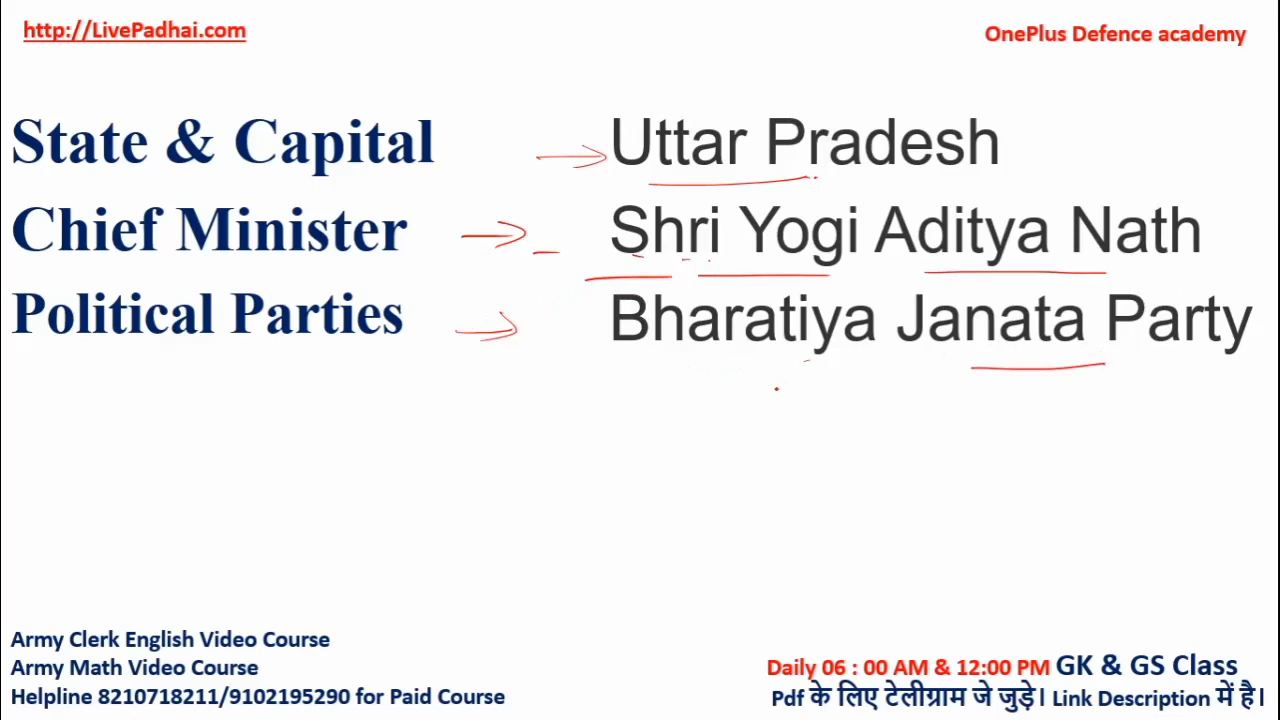 http://LivePadhai.com
OnePlus Defence academy
State & Capital Uttar Pradesh
Chief Minister Shri Yogi Aditya Nath
Political Parties Bharatiya Janata Party
Army Clerk English Video Course
Army Math Video Course
Helpline 8210718211/9102195290 for Paid Course
Daily 06 : 00 AM & 12:00 PM GK & GS Class
Pdf के लिए टेलीग्राम जे जुड़े। Link Description में है।